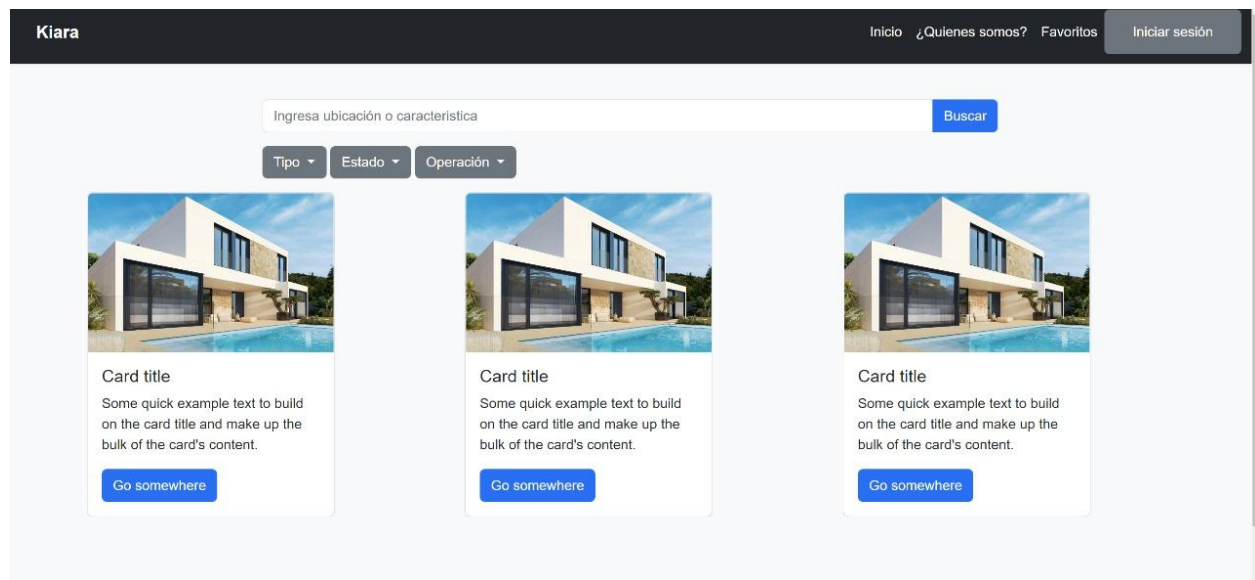 Kiara
Inicio ¿Quienes somos? Favoritos Iniciar sesión
Ingresa ubicación o caracteristica Buscar
Tipo Estado Operación
Card title
Some quick example text to build
on the card title and make up the
bulk of the card's content.
Go somewhere
Card title
Some quick example text to build
on the card title and make up the
bulk of the card's content.
Go somewhere
Card title
Some quick example text to build
on the card title and make up the
bulk of the card's content.
Go somewhere